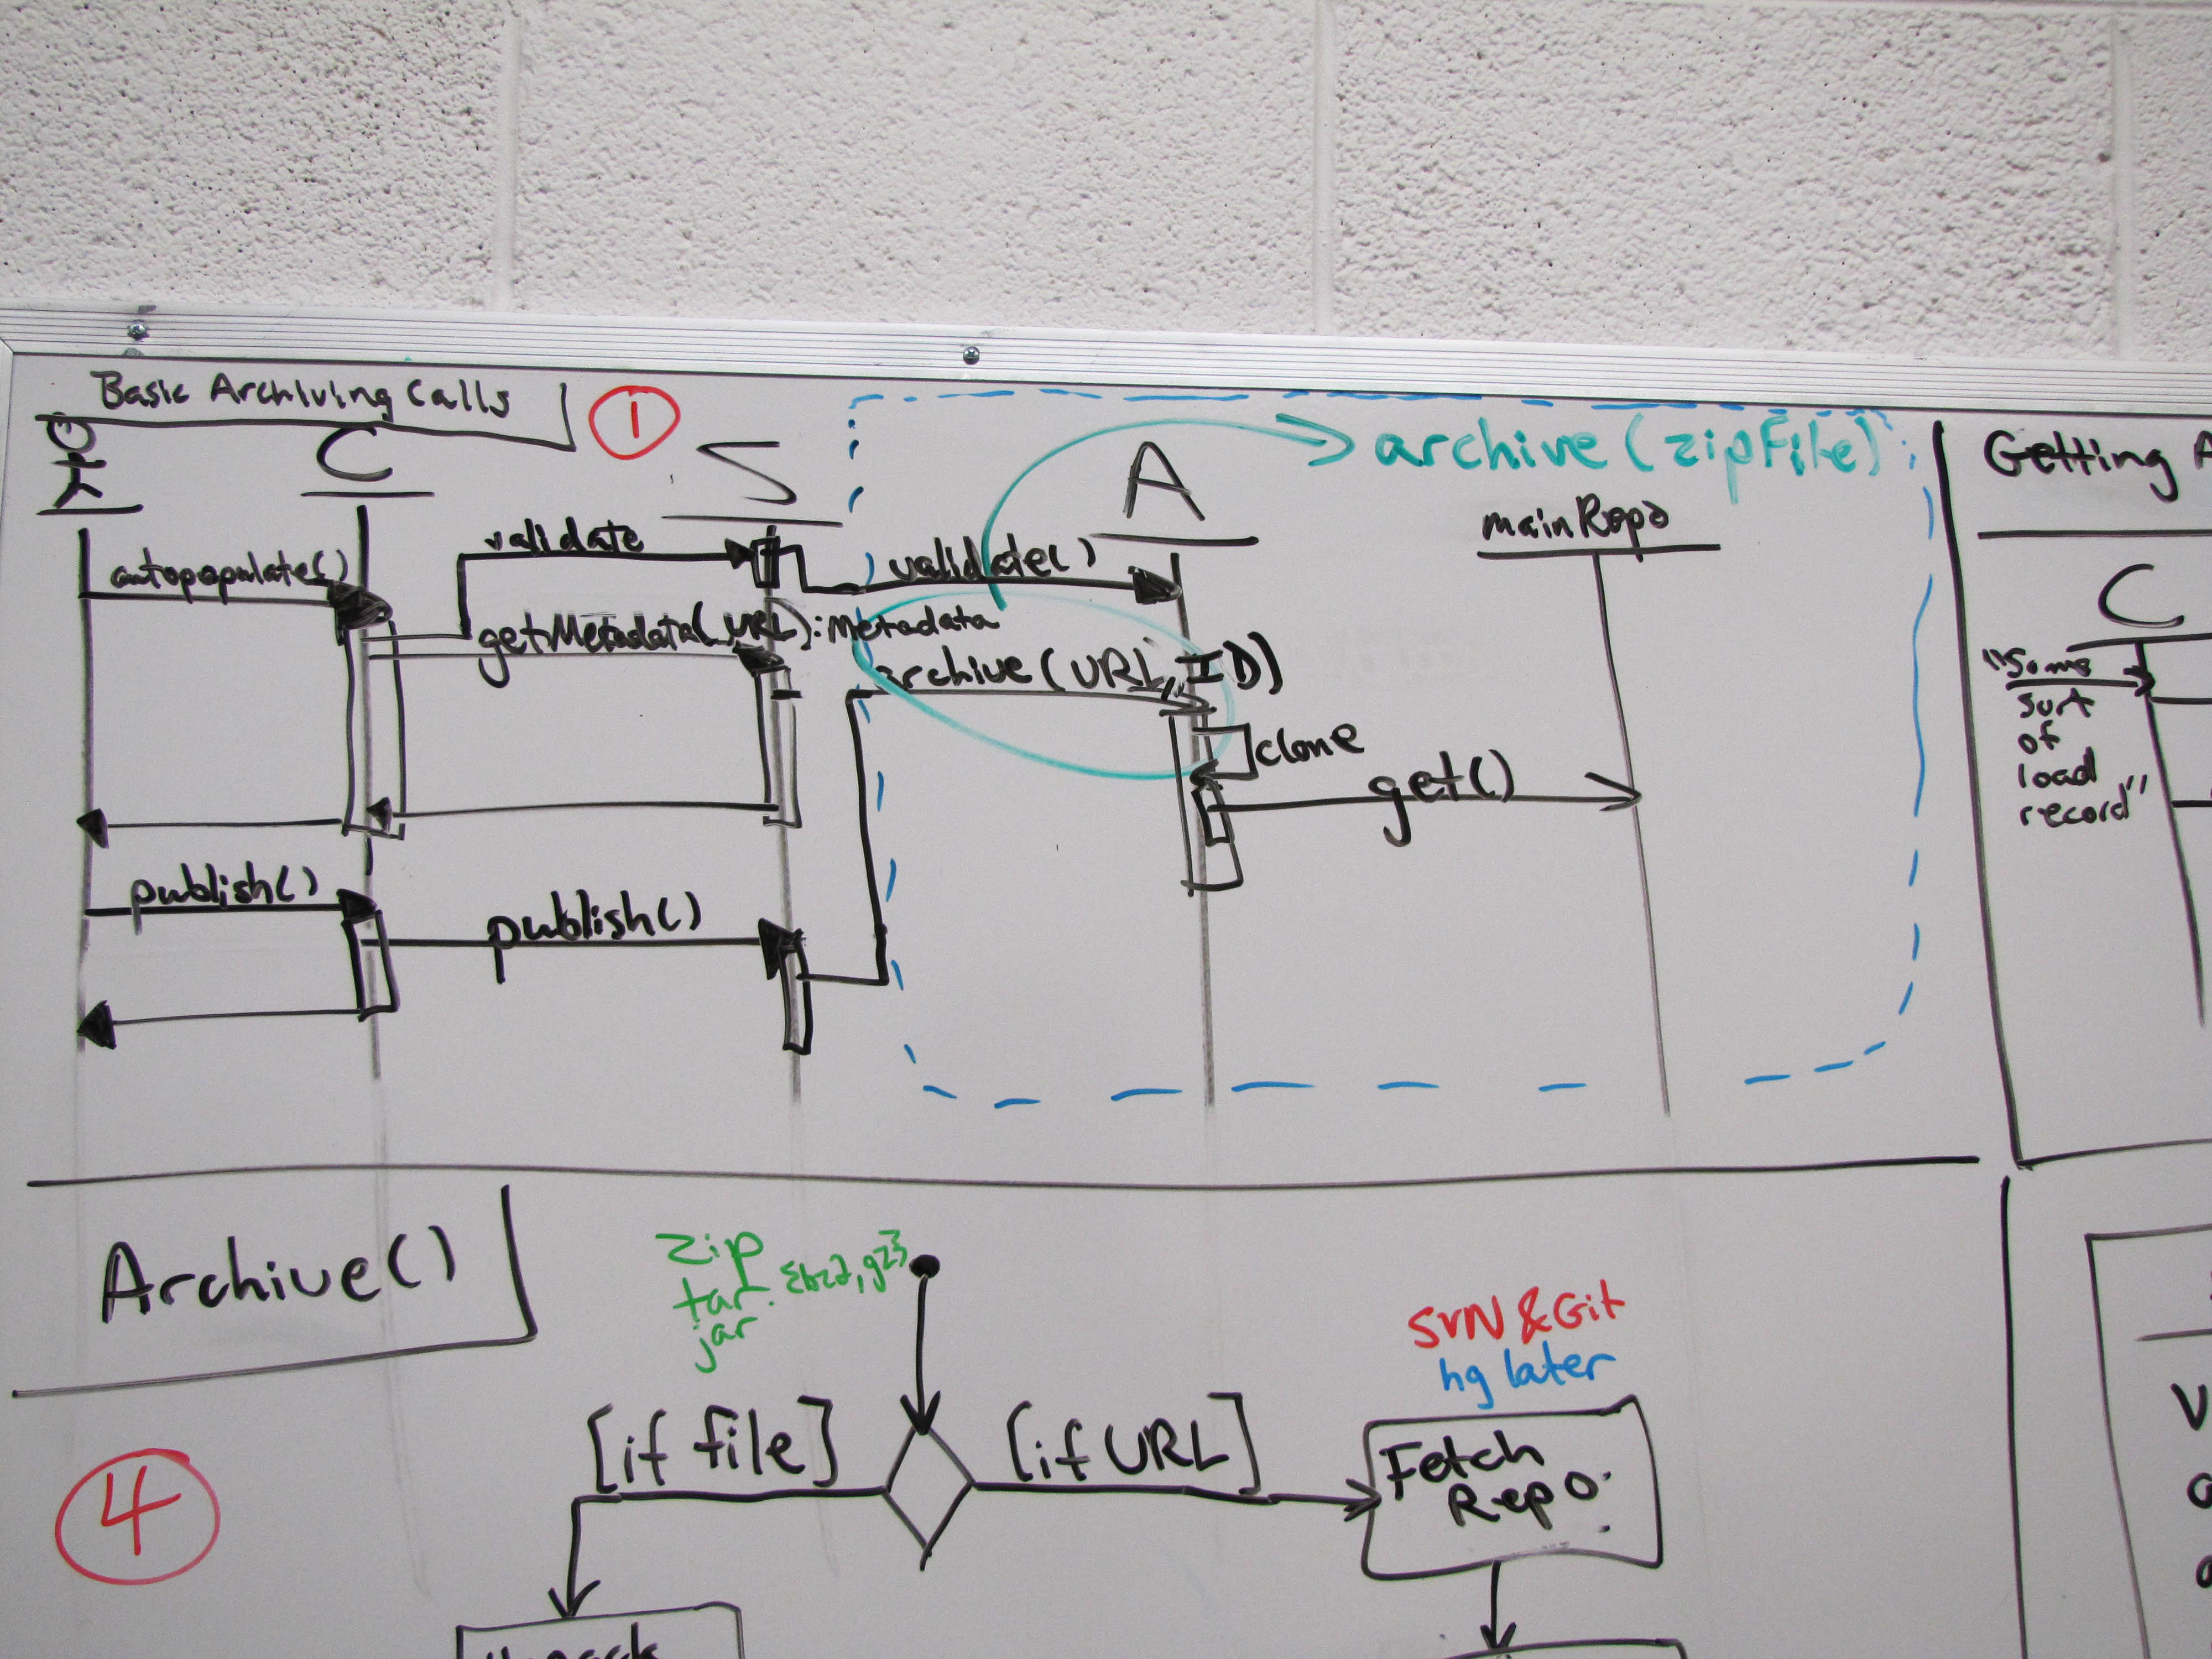 Basic Archiving Calls
1
C
S
A
archive(zipFile)
mainRepo
autopopulate()
validate
validate()
getMetadata(URL):Metadata
archive(URL, ID)
clone
get()
publish()
publish()
Getting
C
"Some
sort
of
load
record"
Archive()
4
zip
tar.{bz2,gz}
jar
[if file]
[if URL]
SVN & Git
hg later
Fetch
Repo